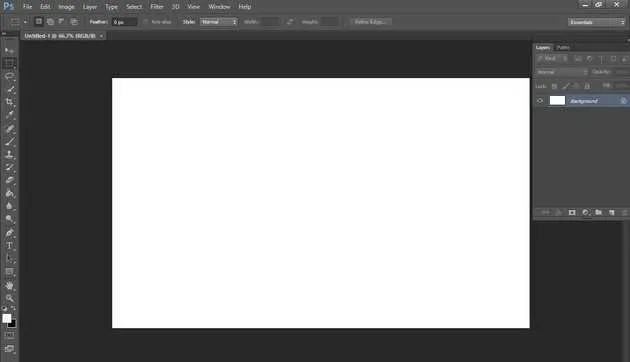 Ps File Edit Image Layer Type Select Filter 3D View Window Help
Feather: 0 px Anti-alias Style: Normal Width: Height: Refine Edge... Essentials
Untitled-1 @ 66.7% (RGB/8) ×
Layers Paths
Kind
Normal Opacity:
Lock: Fill:
Background
T